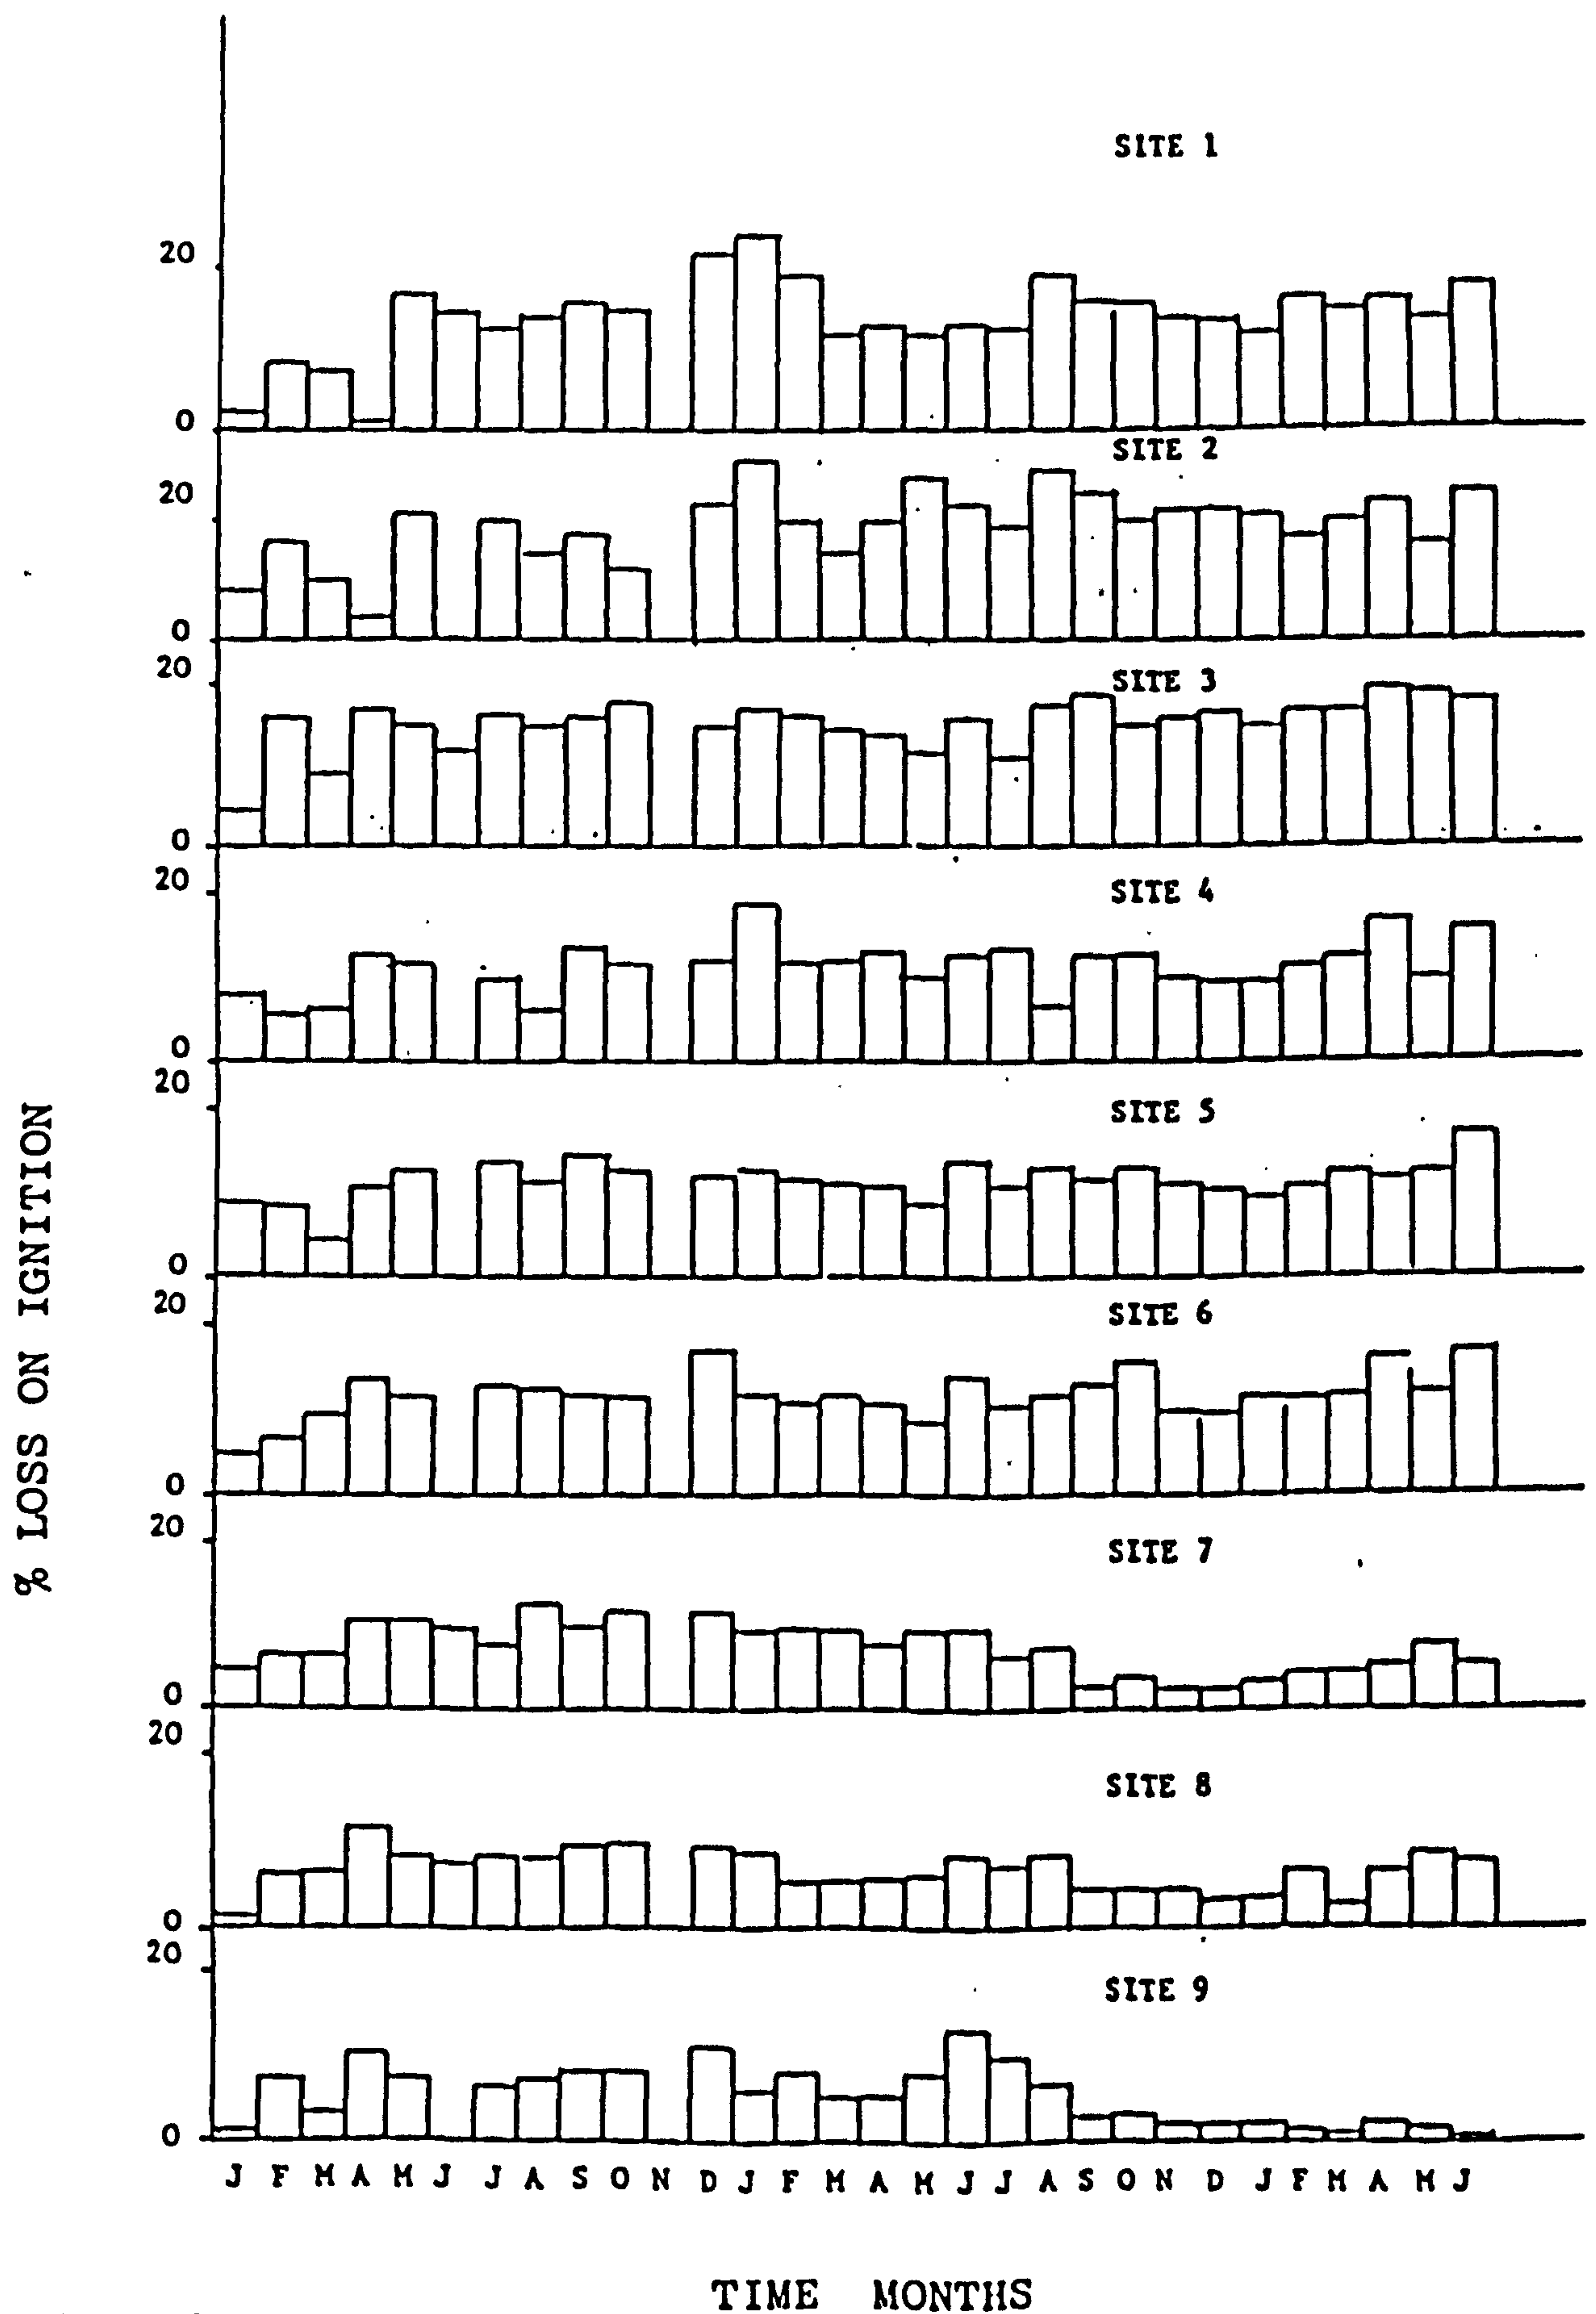 SITE 1
20
0
SITE 2
20
0
SITE 3
20
0
SITE 4
20
0
SITE 5
20
0
SITE 6
20
0
SITE 7
20
0
SITE 8
20
0
SITE 9
20
0
% LOSS ON IGNITION
J F M A M J J A S O N D J F M A M J J A S O N D J F M A M J
TIME MONTHS